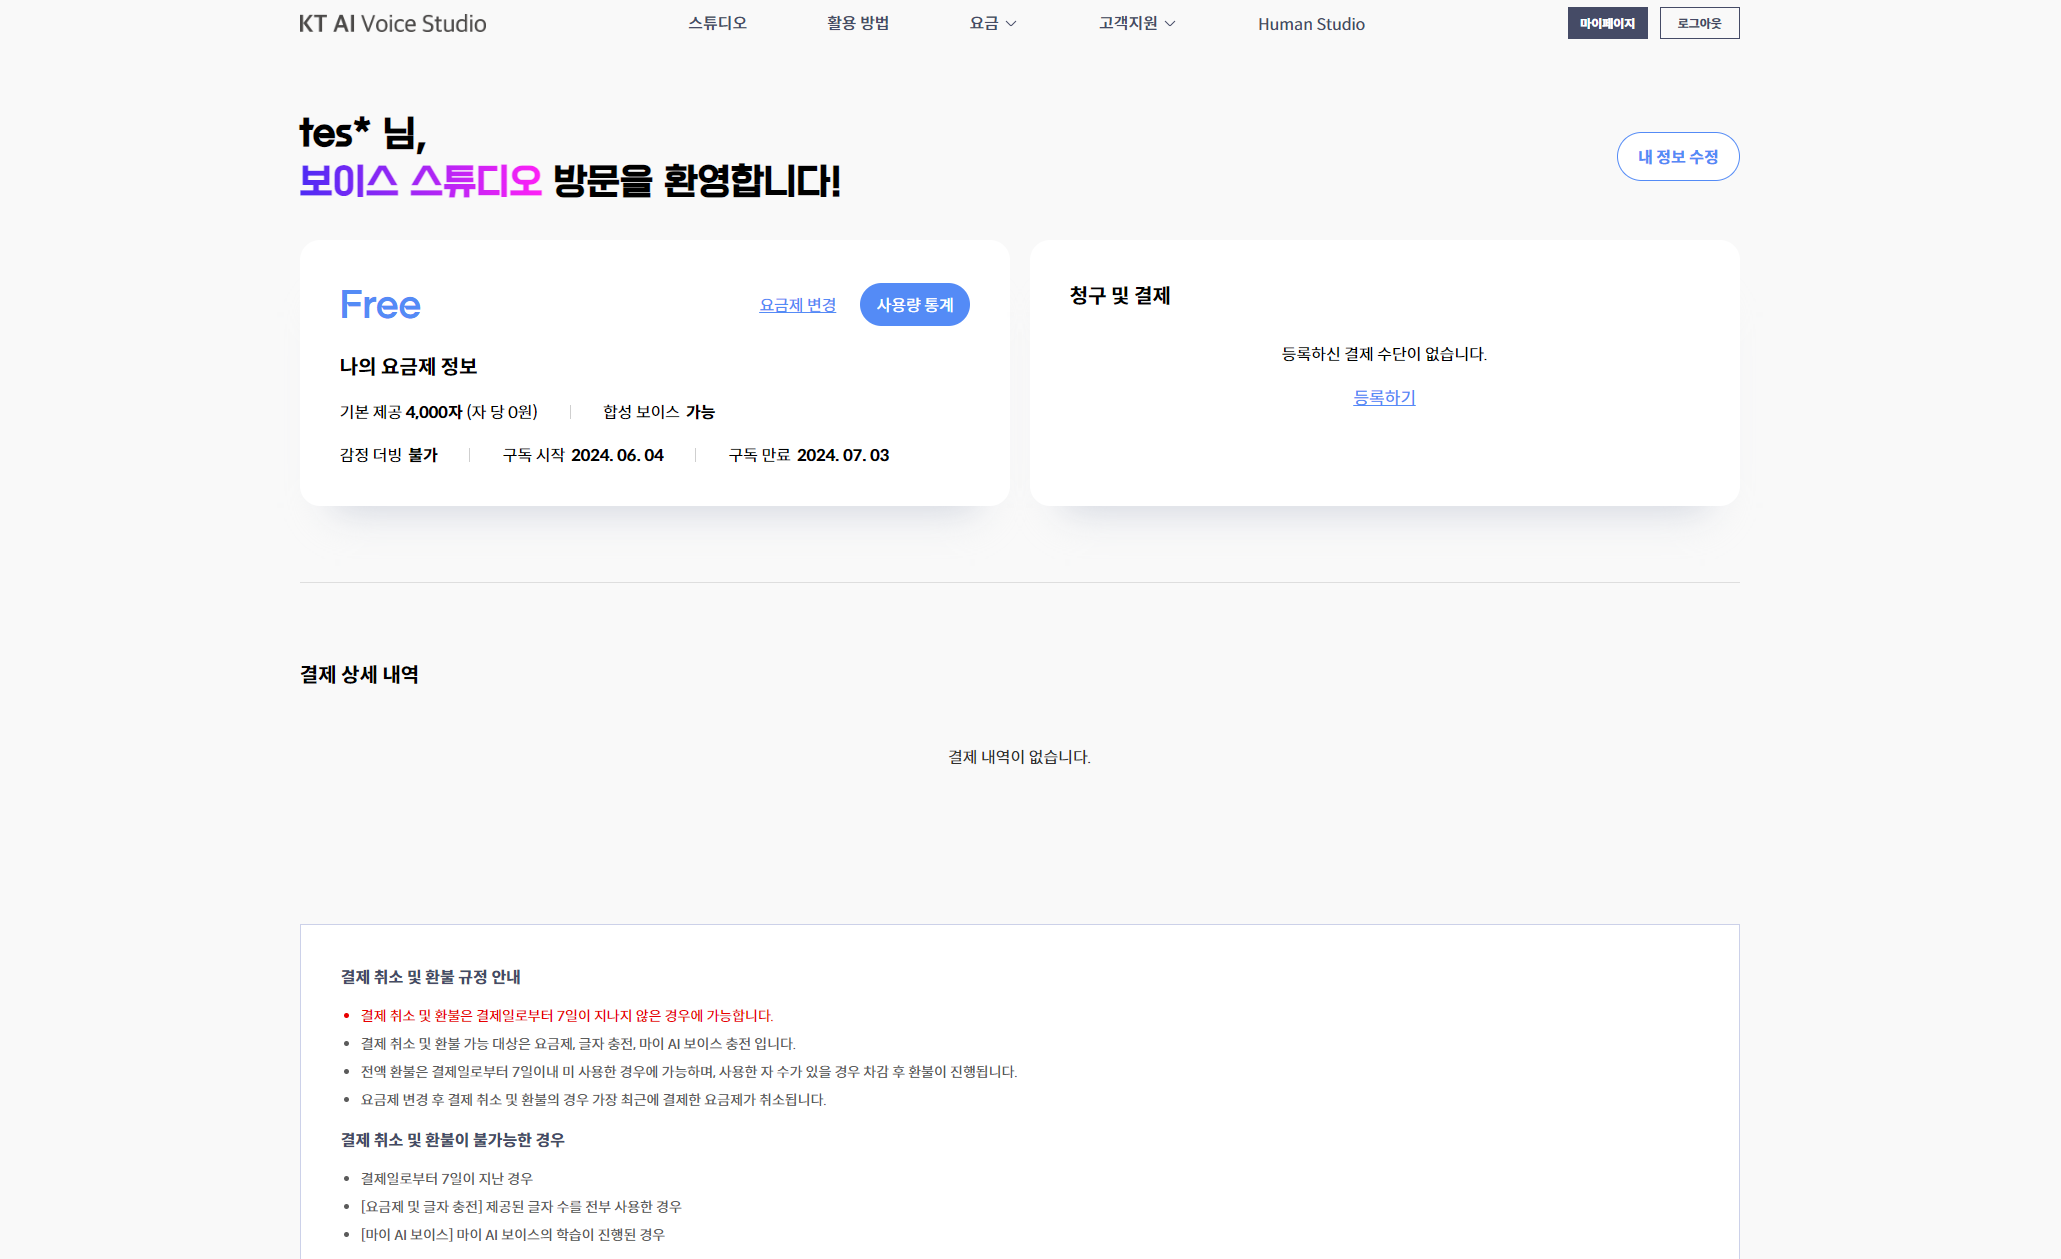 KT AI Voice Studio
스튜디오
활용 방법
요금
고객지원
Human Studio
마이페이지
로그아웃
tes* 님,
보이스 스튜디오 방문을 환영합니다!
내 정보 수정
Free
요금제 변경
사용량 통계
나의 요금제 정보
기본 제공 4,000자 (자 당 0원)
합성 보이스 가능
감정 더빙 불가
구독 시작 2024. 06. 04
구독 만료 2024. 07. 03
청구 및 결제
등록하신 결제 수단이 없습니다.
등록하기
결제 상세 내역
결제 내역이 없습니다.
결제 취소 및 환불 규정 안내
결제 취소 및 환불은 결제일로부터 7일이 지나지 않은 경우에 가능합니다.
결제 취소 및 환불 가능 대상은 요금제, 글자 충전, 마이 AI 보이스 충전 입니다.
전액 환불은 결제일로부터 7일이내 미 사용한 경우에 가능하며, 사용한 자 수가 있을 경우 차감 후 환불이 진행됩니다.
요금제 변경 후 결제 취소 및 환불의 경우 가장 최근에 결제한 요금제가 취소됩니다.
결제 취소 및 환불이 불가능한 경우
결제일로부터 7일이 지난 경우
[요금제 및 글자 충전] 제공된 글자 수를 전부 사용한 경우
[마이 AI 보이스] 마이 AI 보이스의 학습이 진행된 경우